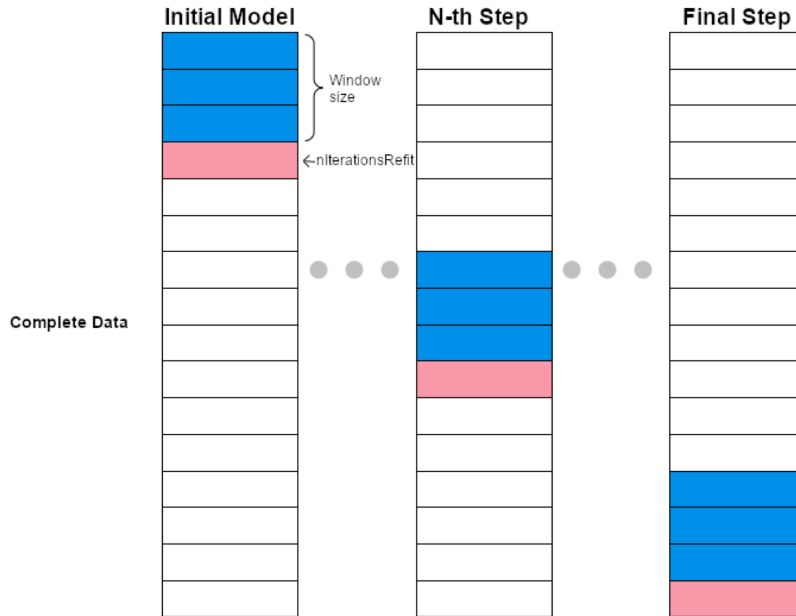 Initial Model
N-th Step
Final Step
Window
size
←nIterationsRefit
Complete Data